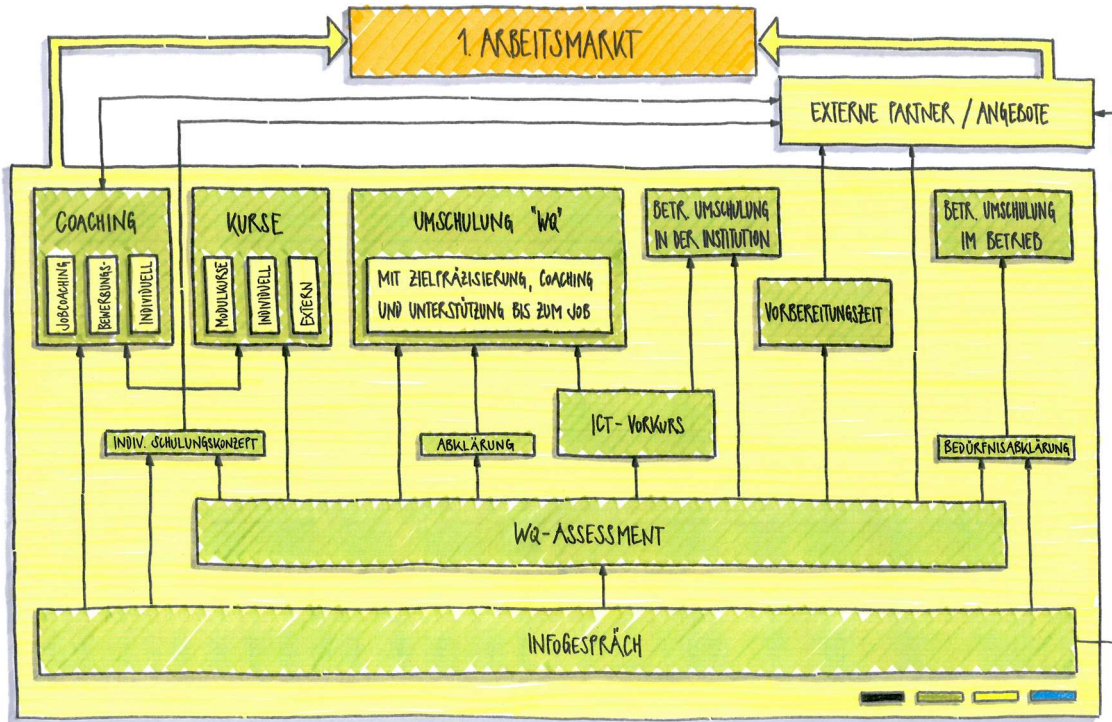 1. ARBEITSMARKT
EXTERNE PARTNER / ANGEBOTE
COACHING
JOBCOACHING
BEWERBUNGS-
INDIVIDUELL
KURSE
MODULKURSE
INDIVIDUELL
EXTERN
UMSCHULUNG "WQ"
MIT ZIELPRÄZISIERUNG, COACHING
UND UNTERSTÜTZUNG BIS ZUM JOB
BETR. UMSCHULUNG
IN DER INSTITUTION
BETR. UMSCHULUNG
IM BETRIEB
VORBEREITUNGSZEIT
ICT-VORKURS
INDIV. SCHULUNGSKONZEPT
ABKLÄRUNG
BEDÜRFNISABKLÄRUNG
WQ-ASSESSMENT
INFOGESPRÄCH